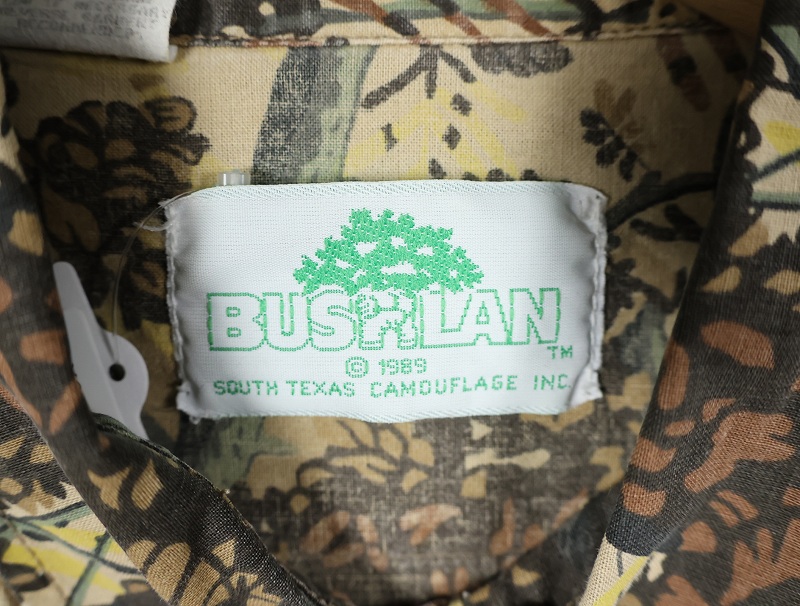 BUSHLAN
TM
© 1989
SOUTH TEXAS CAMOUFLAGE INC.